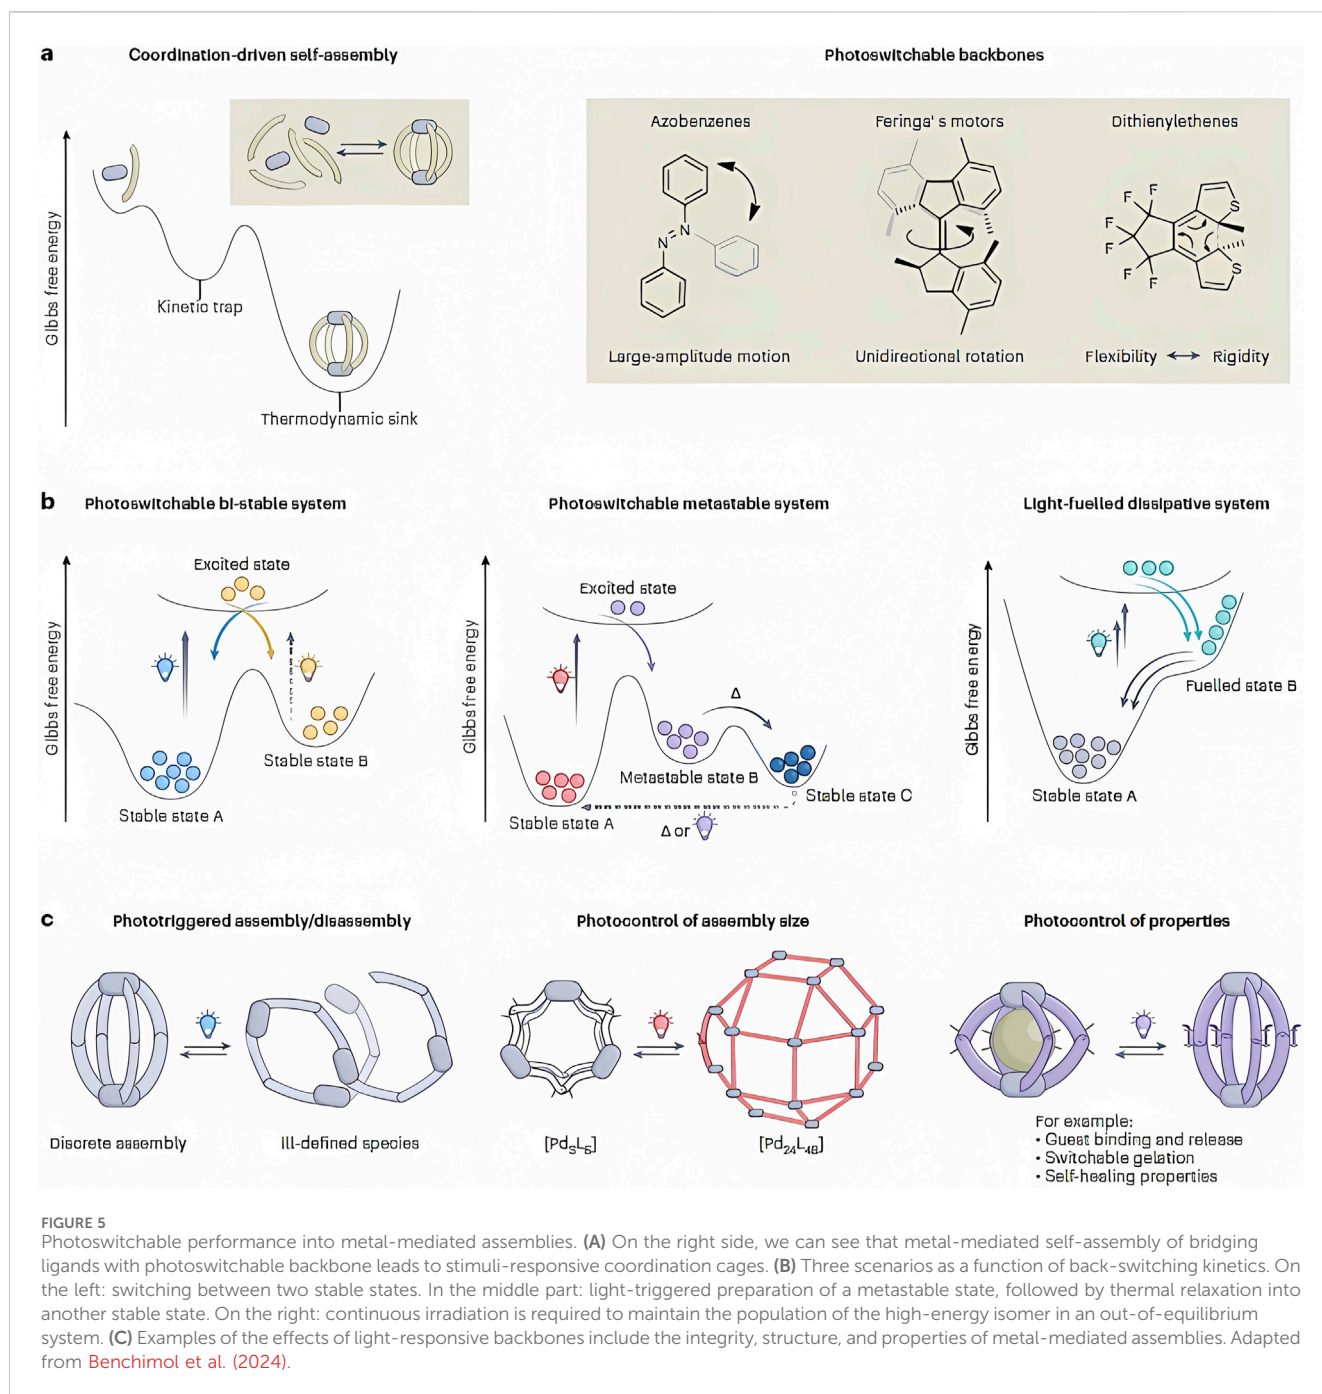 a
Coordination-driven self-assembly
Photoswitchable backbones
Gibbs free energy
Kinetic trap
Thermodynamic sink
Azobenzenes
Feringa' s motors
Dithienylethenes
N
N
F
F
F
F
F
F
S
S
Large-amplitude motion
Unidirectional rotation
Flexibility ⟷ Rigidity
b
Photoswitchable bi-stable system
Photoswitchable metastable system
Light-fuelled dissipative system
Gibbs free energy
Excited state
Stable state B
Stable state A
Gibbs free energy
Excited state
Δ
Metastable state B
Stable state C
Stable state A
Δ or
Gibbs free energy
Fuelled state B
Stable state A
c
Phototriggered assembly/disassembly
Photocontrol of assembly size
Photocontrol of properties
Discrete assembly
Ill-defined species
[Pd₃L₆]
[Pd₂₄L₄₈]
For example:
• Guest binding and release
• Switchable gelation
• Self-healing properties
FIGURE 5
Photoswitchable performance into metal-mediated assemblies. (A) On the right side, we can see that metal-mediated self-assembly of bridging
ligands with photoswitchable backbone leads to stimuli-responsive coordination cages. (B) Three scenarios as a function of back-switching kinetics. On
the left: switching between two stable states. In the middle part: light-triggered preparation of a metastable state, followed by thermal relaxation into
another stable state. On the right: continuous irradiation is required to maintain the population of the high-energy isomer in an out-of-equilibrium
system. (C) Examples of the effects of light-responsive backbones include the integrity, structure, and properties of metal-mediated assemblies. Adapted
from Benchimol et al. (2024).